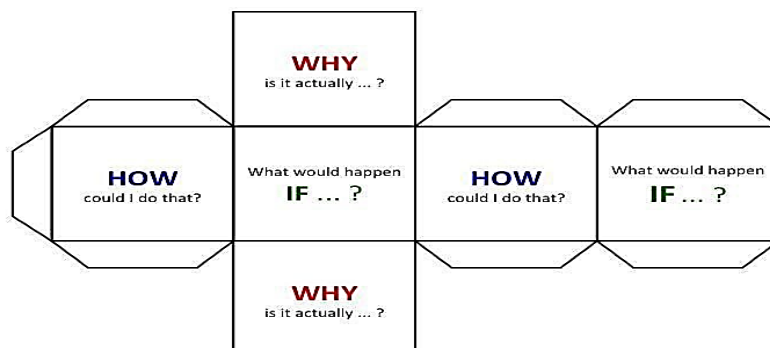 WHY
is it actually ... ?
HOW
could I do that?
What would happen
IF ... ?
HOW
could I do that?
What would happen
IF ... ?
WHY
is it actually ... ?